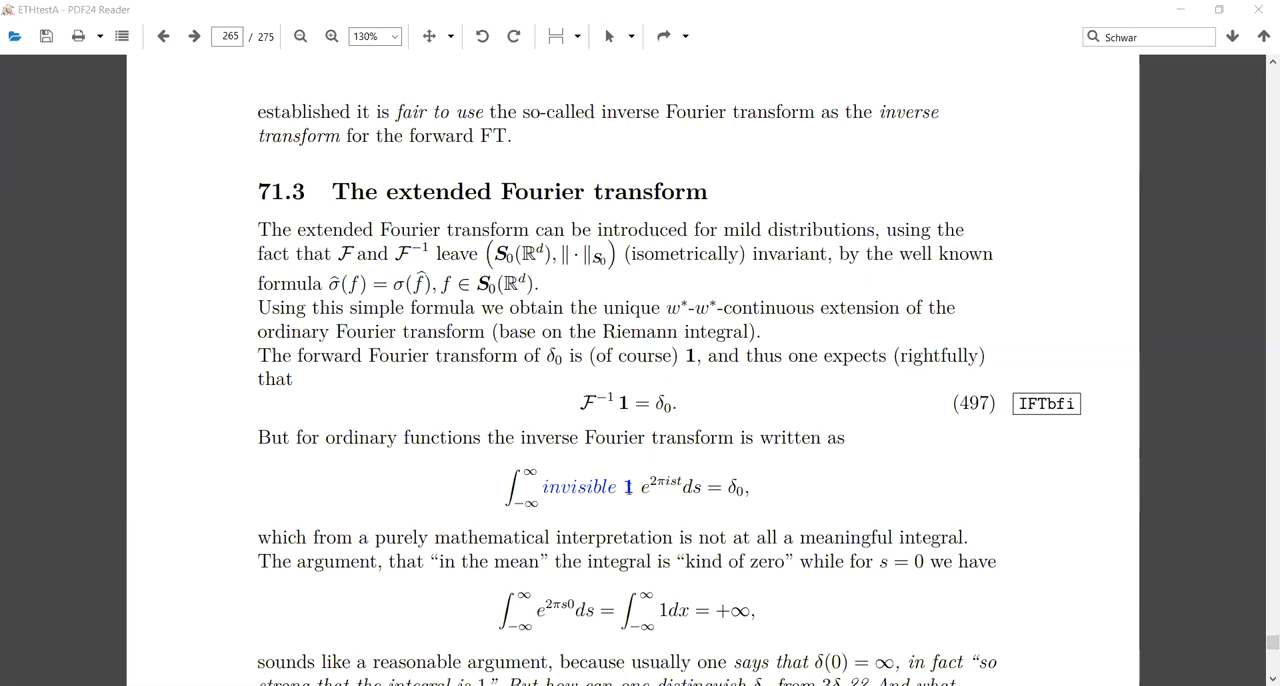 ETHtestA - PDF24 Reader
265 / 275 130% Schwar
established it is fair to use the so-called inverse Fourier transform as the inverse
transform for the forward FT.
71.3 The extended Fourier transform
The extended Fourier transform can be introduced for mild distributions, using the
fact that ℱ and ℱ⁻¹ leave (S₀(ℝᵈ), ‖ · ‖_S₀) (isometrically) invariant, by the well known
formula σ̂(f) = σ(f̂), f ∈ S₀(ℝᵈ).
Using this simple formula we obtain the unique w*-w*-continuous extension of the
ordinary Fourier transform (base on the Riemann integral).
The forward Fourier transform of δ₀ is (of course) 1, and thus one expects (rightfully)
that
ℱ⁻¹ 1 = δ₀. (497) IFTbfi
But for ordinary functions the inverse Fourier transform is written as
∫_{-∞}^{∞} invisible 1 e^{2πist} ds = δ₀,
which from a purely mathematical interpretation is not at all a meaningful integral.
The argument, that “in the mean” the integral is “kind of zero” while for s = 0 we have
∫_{-∞}^{∞} e^{2πs0} ds = ∫_{-∞}^{∞} 1dx = +∞,
sounds like a reasonable argument, because usually one says that δ(0) = ∞, in fact “so